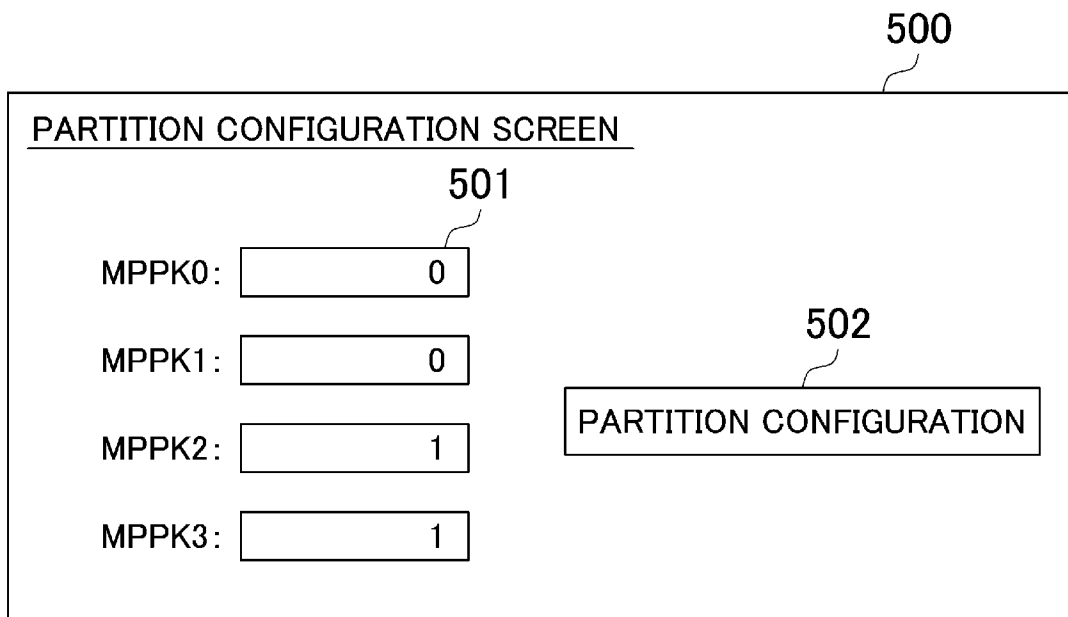 500
PARTITION CONFIGURATION SCREEN
501
MPPK0: 0
MPPK1: 0
502
PARTITION CONFIGURATION
MPPK2: 1
MPPK3: 1